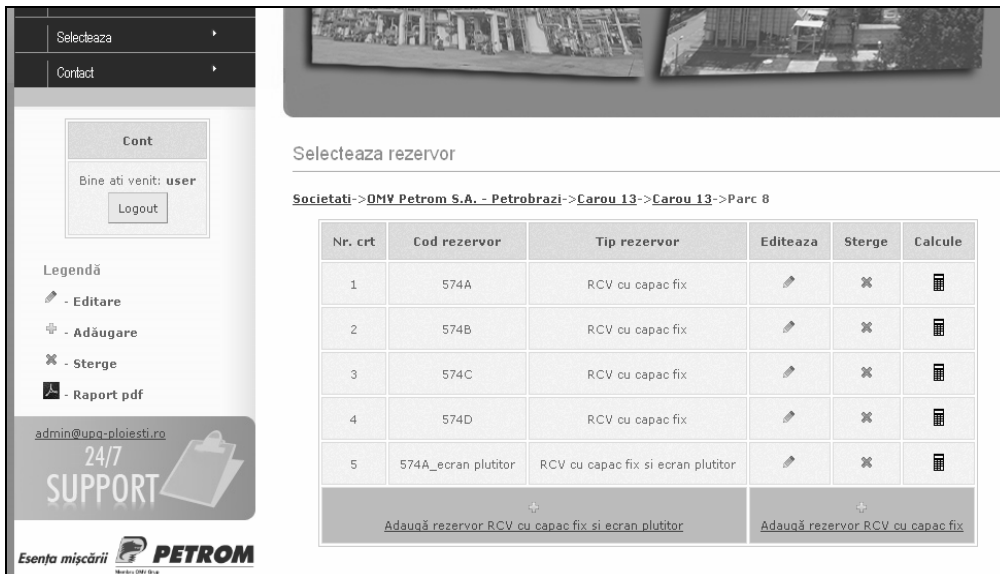 Selecteaza
Contact
Cont
Bine ati venit: user
Logout
Legendă
- Editare
- Adăugare
- Sterge
- Raport pdf
admin@upg-ploiesti.ro
24/7
SUPPORT
Esența mișcării PETROM
Membru OMV Grup
Selecteaza rezervor
Societati->OMV Petrom S.A. - Petrobrazi->Carou 13->Carou 13->Parc 8
Nr. crt Cod rezervor Tip rezervor Editeaza Sterge Calcule
1 574A RCV cu capac fix
2 574B RCV cu capac fix
3 574C RCV cu capac fix
4 574D RCV cu capac fix
5 574A_ecran plutitor RCV cu capac fix si ecran plutitor
Adaugă rezervor RCV cu capac fix si ecran plutitor Adaugă rezervor RCV cu capac fix